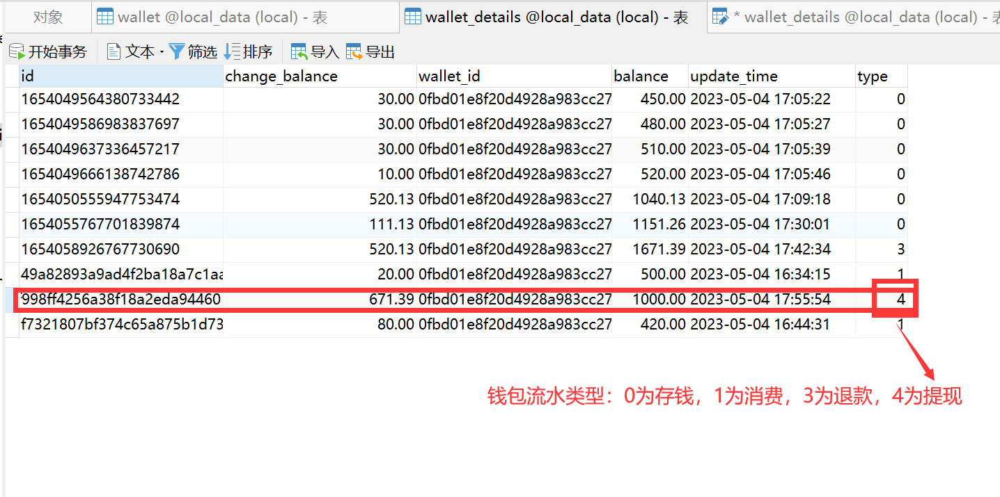 对象 wallet @local_data (local) - 表 wallet_details @local_data (local) - 表 * wallet_details @local_data (local) -
开始事务 文本 筛选 排序 导入 导出
id change_balance wallet_id balance update_time type
1654049564380733442 30.00 0fbd01e8f20d4928a983cc27 450.00 2023-05-04 17:05:22 0
1654049586983837697 30.00 0fbd01e8f20d4928a983cc27 480.00 2023-05-04 17:05:27 0
1654049637336457217 30.00 0fbd01e8f20d4928a983cc27 510.00 2023-05-04 17:05:39 0
1654049666138742786 10.00 0fbd01e8f20d4928a983cc27 520.00 2023-05-04 17:05:46 0
1654050555947753474 520.13 0fbd01e8f20d4928a983cc27 1040.13 2023-05-04 17:09:18 0
1654055767701839874 111.13 0fbd01e8f20d4928a983cc27 1151.26 2023-05-04 17:30:01 0
1654058926767730690 520.13 0fbd01e8f20d4928a983cc27 1671.39 2023-05-04 17:42:34 3
49a82893a9ad4f2ba18a7c1aa 20.00 0fbd01e8f20d4928a983cc27 500.00 2023-05-04 16:34:15 1
998ff4256a38f18a2eda94460 671.39 0fbd01e8f20d4928a983cc27 1000.00 2023-05-04 17:55:54 4
f7321807bf374c65a875b1d73 80.00 0fbd01e8f20d4928a983cc27 420.00 2023-05-04 16:44:31 1
钱包流水类型：0为存钱，1为消费，3为退款，4为提现